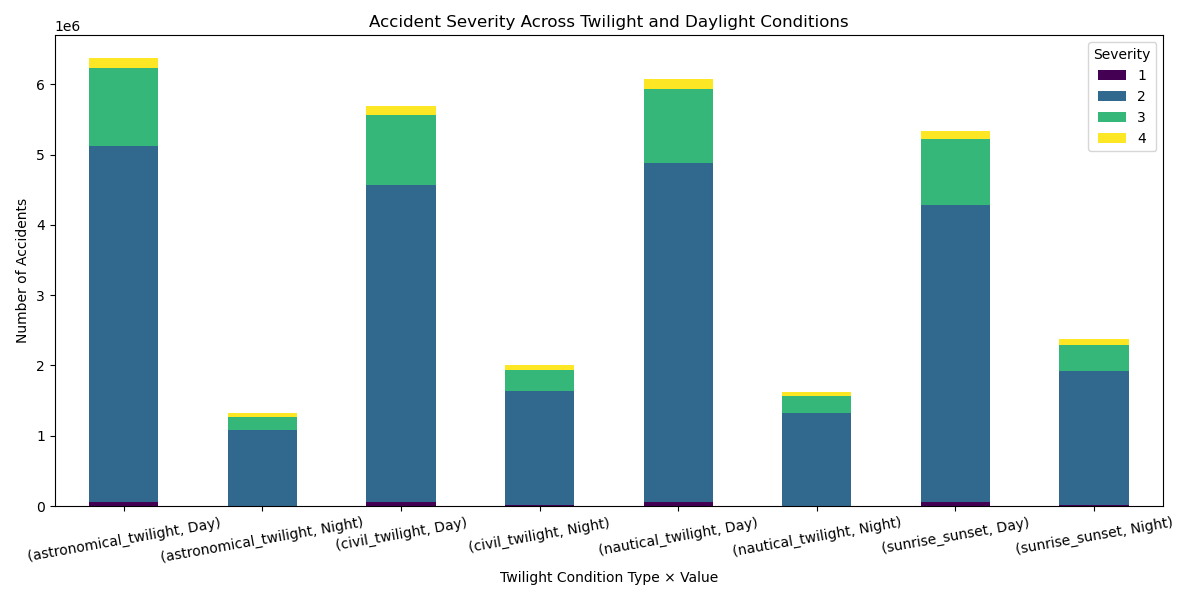 Accident Severity Across Twilight and Daylight Conditions
1e6
Severity
1
2
3
4
6
5
4
3
2
1
0
Number of Accidents
(astronomical_twilight, Day)
(astronomical_twilight, Night)
(civil_twilight, Day)
(civil_twilight, Night)
(nautical_twilight, Day)
(nautical_twilight, Night)
(sunrise_sunset, Day)
(sunrise_sunset, Night)
Twilight Condition Type × Value